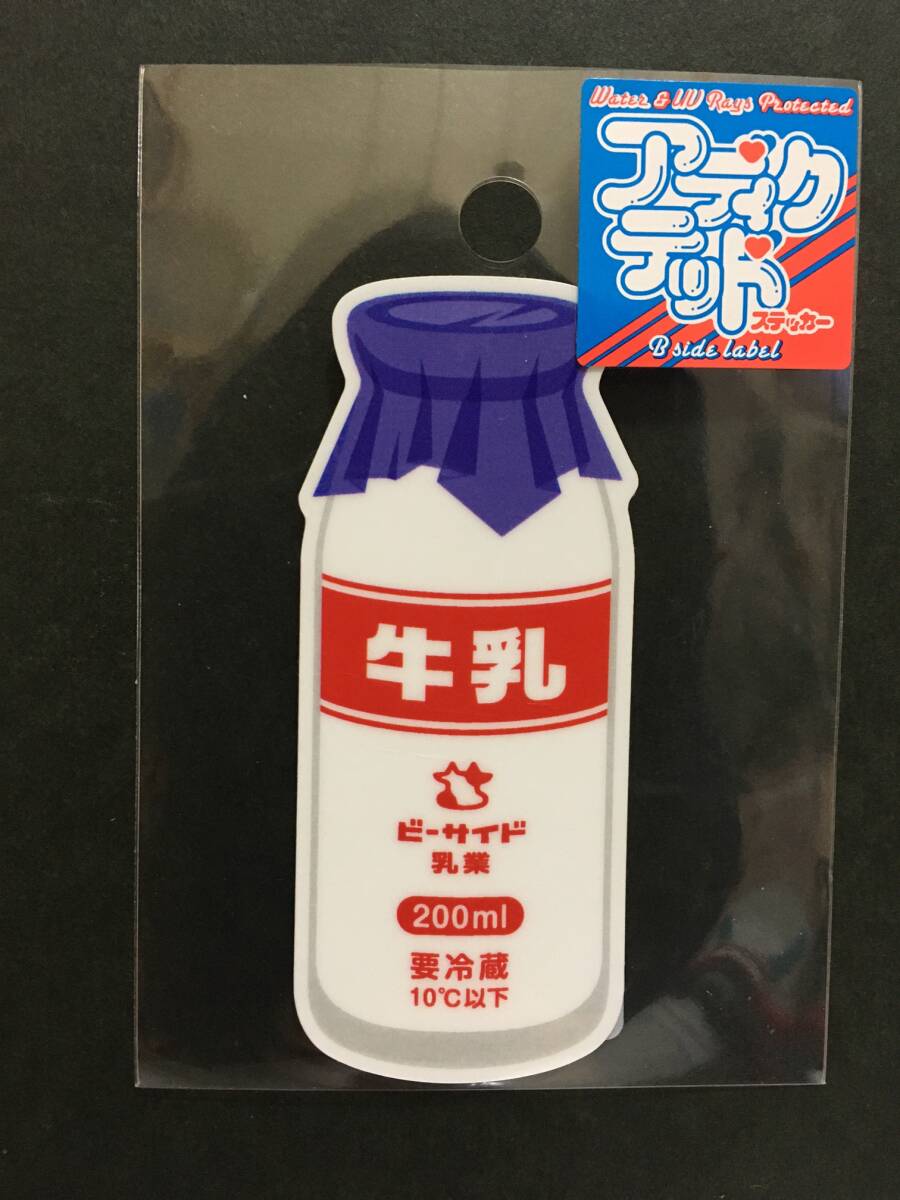 Water & UV Rays Protected
アディク
テッド
ステッカー
B side label
牛乳
ビーサイド
乳業
200ml
要冷蔵
10℃以下